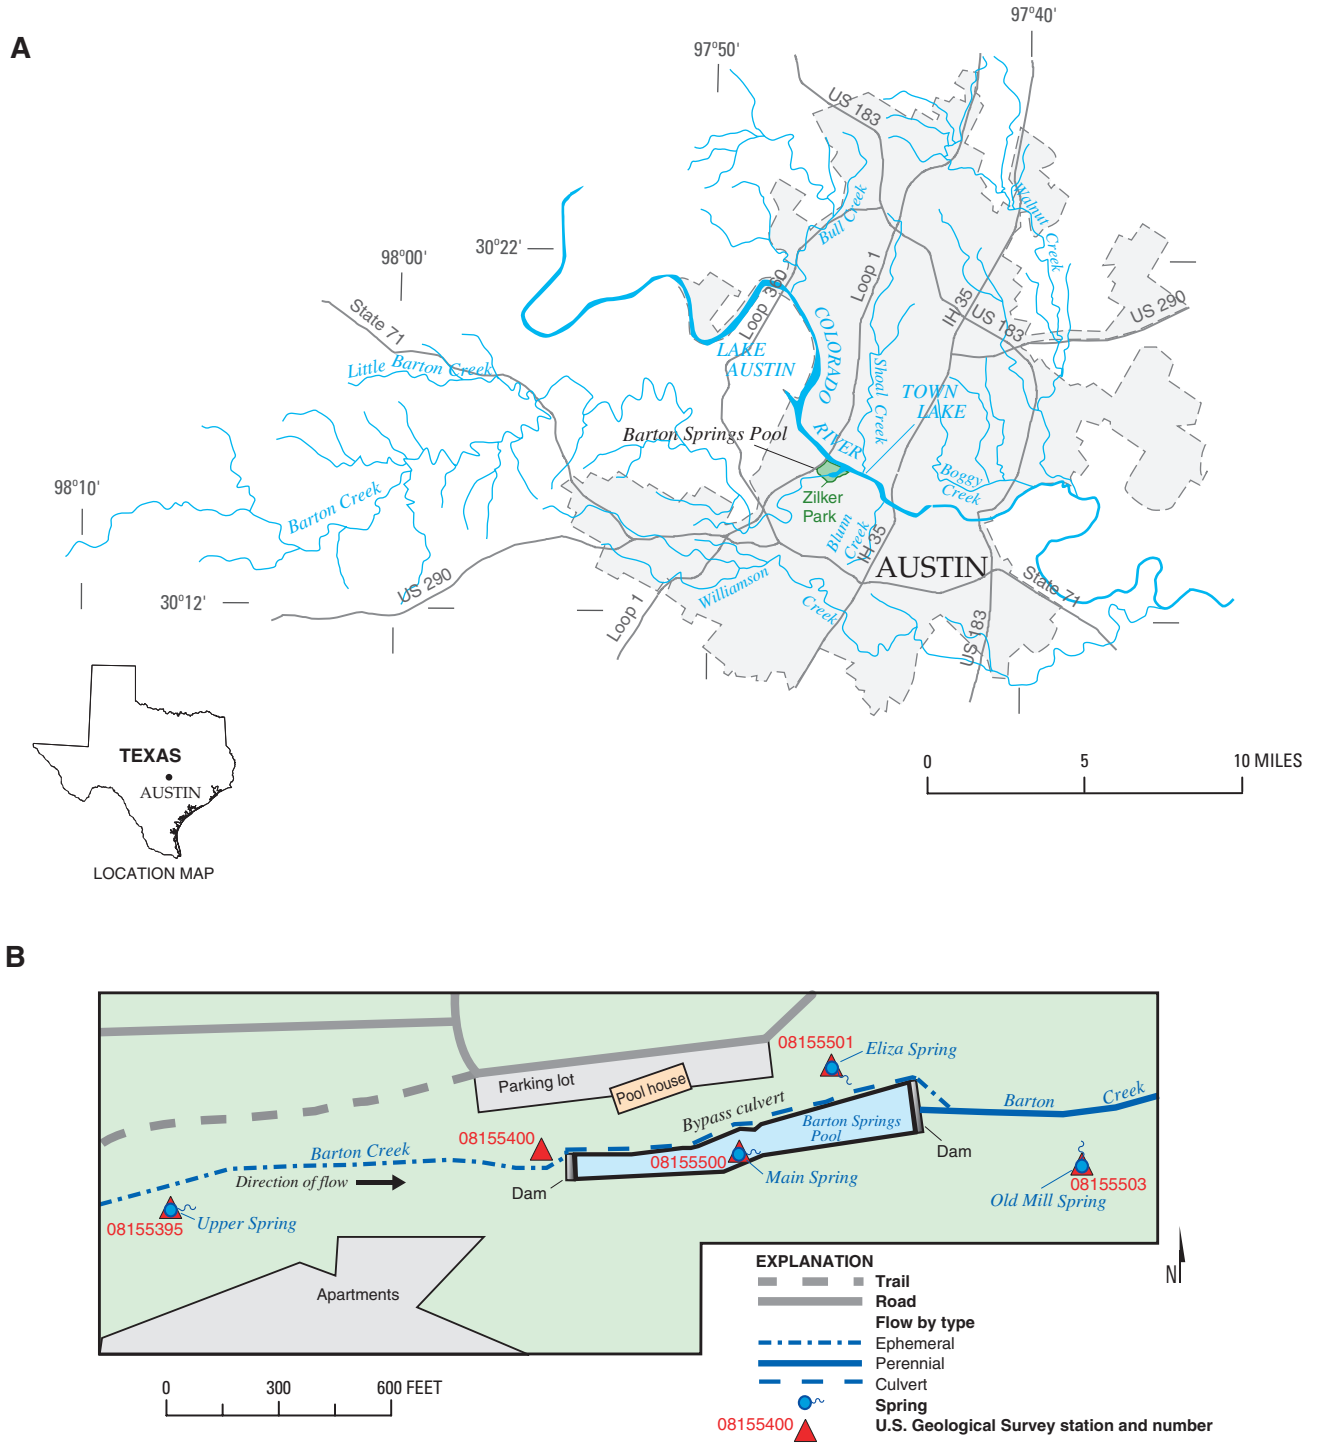 A
97°40'
97°50'
US 183
Walnut
Creek
Bull Creek
30°22'
98°00'
Loop 1
Loop 360
IH 35
US 183
US 290
State 71
COLORADO
RIVER
LAKE
AUSTIN
Little Barton Creek
Shoal Creek
TOWN
LAKE
Barton Springs Pool
Boggy
Creek
98°10'
Barton Creek
Zilker
Park
Blunn
Creek
IH 35
AUSTIN
US 290
Williamson
Creek
State 71
30°12'
Loop 1
US 183
TEXAS
AUSTIN
LOCATION MAP
0 5 10 MILES
B
08155501
Eliza Spring
Parking lot
Pool house
Bypass culvert
Barton Creek
Barton Springs
Pool
08155400
Barton Creek
08155500
Dam
Direction of flow
Main Spring
08155503
Dam
Old Mill Spring
Upper Spring
08155395
Apartments
N
EXPLANATION
Trail
Road
Flow by type
Ephemeral
Perennial
Culvert
Spring
08155400 U.S. Geological Survey station and number
0 300 600 FEET